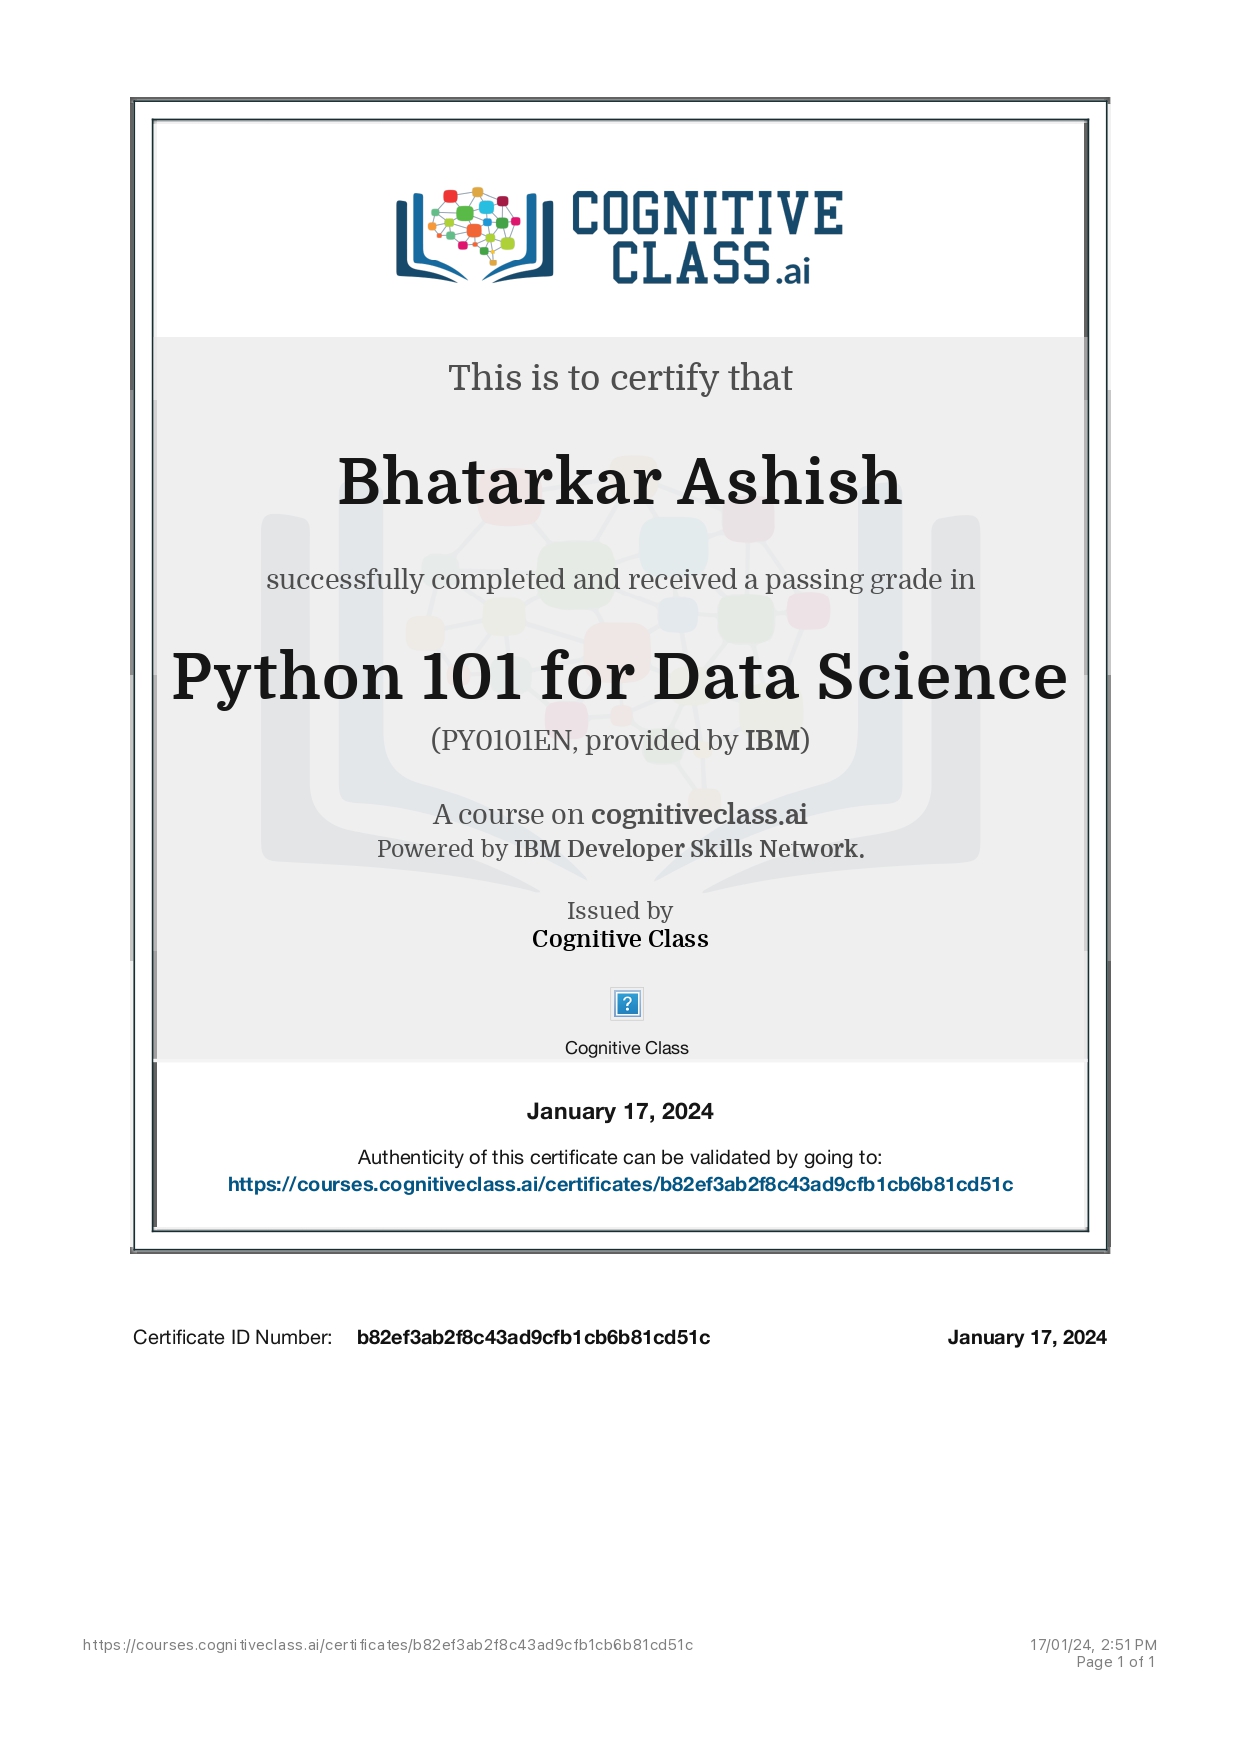 COGNITIVE
CLASS.ai
This is to certify that
Bhatarkar Ashish
successfully completed and received a passing grade in
Python 101 for Data Science
(PY0101EN, provided by IBM)
A course on cognitiveclass.ai
Powered by IBM Developer Skills Network.
Issued by
Cognitive Class
?
Cognitive Class
January 17, 2024
Authenticity of this certificate can be validated by going to:
https://courses.cognitiveclass.ai/certificates/b82ef3ab2f8c43ad9cfb1cb6b81cd51c
Certificate ID Number: b82ef3ab2f8c43ad9cfb1cb6b81cd51c January 17, 2024
https://courses.cognitiveclass.ai/certificates/b82ef3ab2f8c43ad9cfb1cb6b81cd51c 17/01/24, 2:51 PM
Page 1 of 1